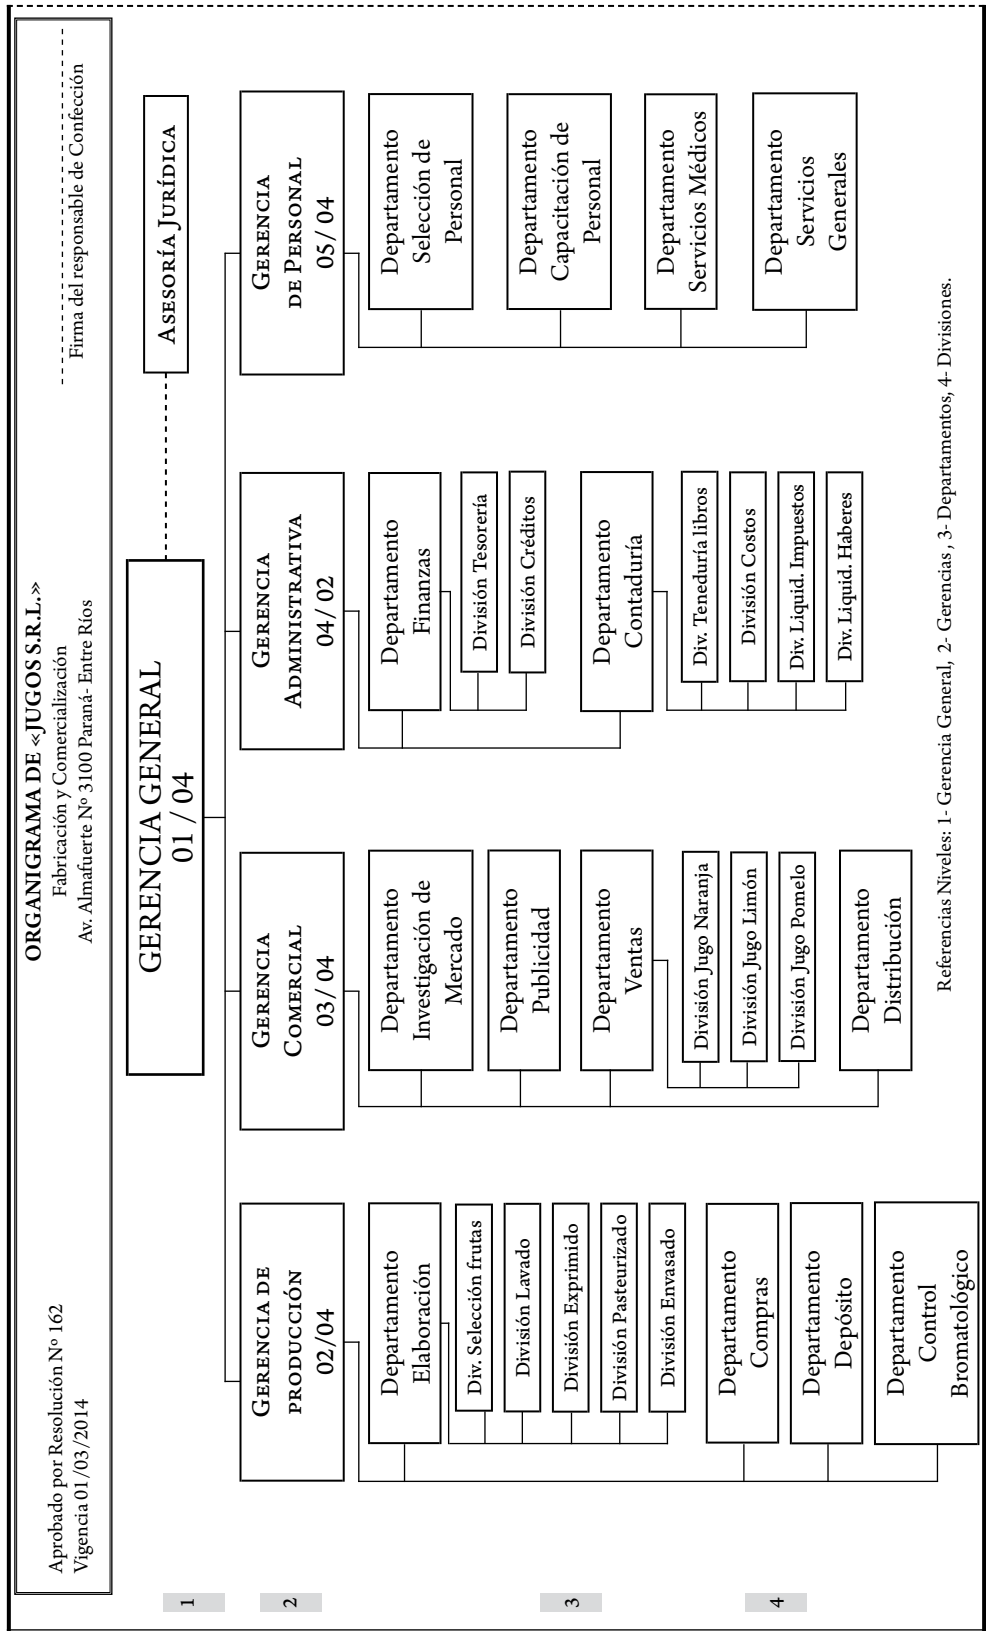 ORGANIGRAMA DE «JUGOS S.R.L.»
Fabricación y Comercialización
Av. Almafuerte Nº 3100 Paraná- Entre Ríos
Aprobado por Resolución Nº 162
Vigencia 01/03/2014
Firma del responsable de Confección
1
GERENCIA GENERAL
01 / 04
ASESORÍA JURÍDICA
2
GERENCIA DE
PRODUCCIÓN
02/04
GERENCIA
COMERCIAL
03/ 04
GERENCIA
ADMINISTRATIVA
04/ 02
GERENCIA
DE PERSONAL
05/ 04
3
4
Departamento
Elaboración
Div. Selección frutas
División Lavado
División Exprimido
División Pasteurizado
División Envasado
Departamento
Compras
Departamento
Depósito
Departamento
Control
Bromatológico
Departamento
Investigación de
Mercado
Departamento
Publicidad
Departamento
Ventas
División Jugo Naranja
División Jugo Limón
División Jugo Pomelo
Departamento
Distribución
Departamento
Finanzas
División Tesorería
División Créditos
Departamento
Contaduría
Div. Teneduría libros
División Costos
Div. Liquid. Impuestos
Div. Liquid. Haberes
Departamento
Selección de
Personal
Departamento
Capacitación de
Personal
Departamento
Servicios Médicos
Departamento
Servicios
Generales
Referencias Niveles: 1- Gerencia General, 2- Gerencias , 3- Departamentos, 4- Divisiones.